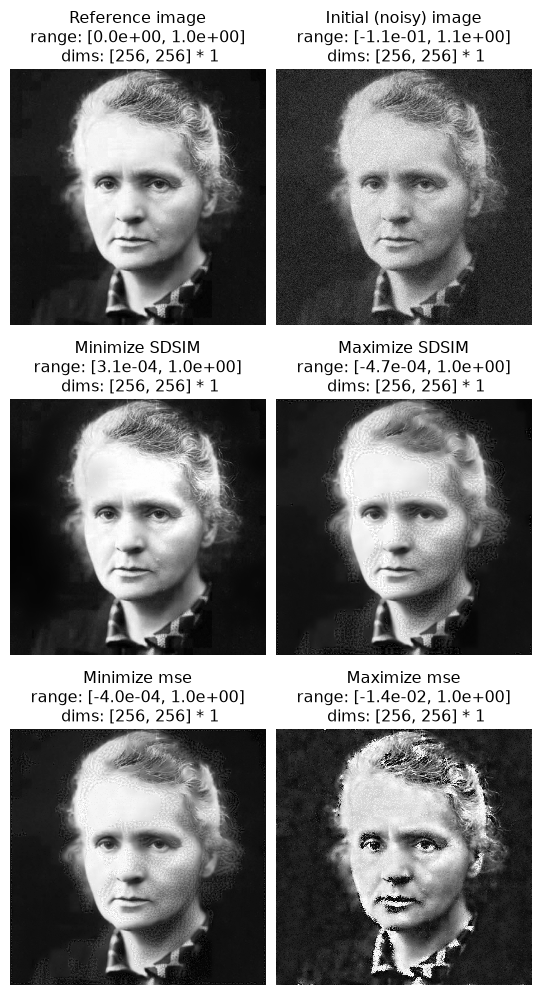 Reference image
range: [0.0e+00, 1.0e+00]
dims: [256, 256] * 1
Initial (noisy) image
range: [-1.1e-01, 1.1e+00]
dims: [256, 256] * 1
Minimize SDSIM
range: [3.1e-04, 1.0e+00]
dims: [256, 256] * 1
Maximize SDSIM
range: [-4.7e-04, 1.0e+00]
dims: [256, 256] * 1
Minimize mse
range: [-4.0e-04, 1.0e+00]
dims: [256, 256] * 1
Maximize mse
range: [-1.4e-02, 1.0e+00]
dims: [256, 256] * 1